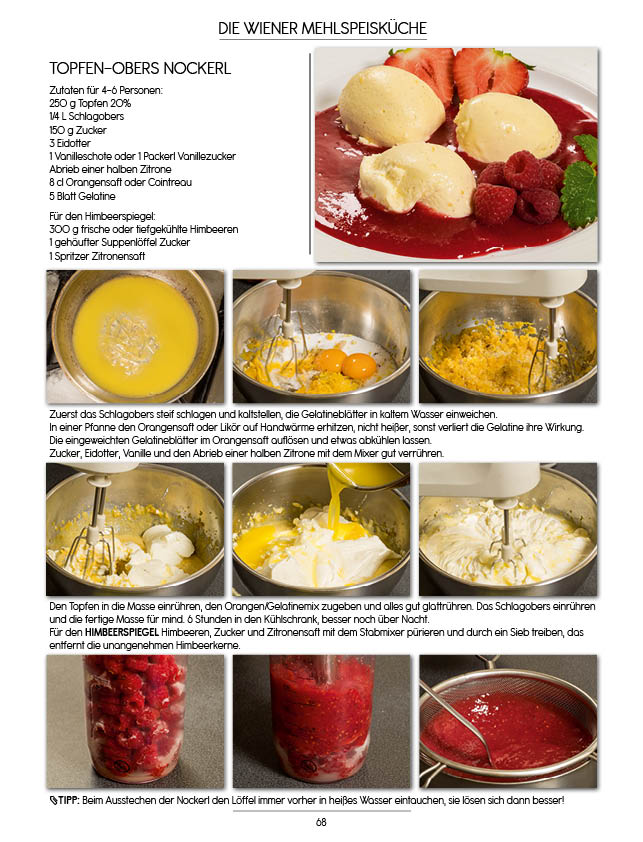 DIE WIENER MEHLSPEISKÜCHE
TOPFEN-OBERS NOCKERL
Zutaten für 4-6 Personen:
250 g Topfen 20%
1/4 L Schlagobers
150 g Zucker
3 Eidotter
1 Vanilleschote oder 1 Packerl Vanillezucker
Abrieb einer halben Zitrone
8 cl Orangensaft oder Cointreau
5 Blatt Gelatine
Für den Himbeerspiegel:
300 g frische oder tiefgekühlte Himbeeren
1 gehäufter Suppenlöffel Zucker
1 Spritzer Zitronensaft
Zuerst das Schlagobers steif schlagen und kaltstellen, die Gelatineblätter in kaltem Wasser einweichen.
In einer Pfanne den Orangensaft oder Likör auf Handwärme erhitzen, nicht heißer, sonst verliert die Gelatine ihre Wirkung.
Die eingeweichten Gelatineblätter im Orangensaft auflösen und etwas abkühlen lassen.
Zucker, Eidotter, Vanille und den Abrieb einer halben Zitrone mit dem Mixer gut verrühren.
Den Topfen in die Masse einrühren, den Orangen/Gelatinemix zugeben und alles gut glattrühren. Das Schlagobers einrühren
und die fertige Masse für mind. 6 Stunden in den Kühlschrank, besser noch über Nacht.
Für den HIMBEERSPIEGEL Himbeeren, Zucker und Zitronensaft mit dem Stabmixer pürieren und durch ein Sieb treiben, das
entfernt die unangenehmen Himbeerkerne.
TIPP: Beim Ausstechen der Nockerl den Löffel immer vorher in heißes Wasser eintauchen, sie lösen sich dann besser!
68